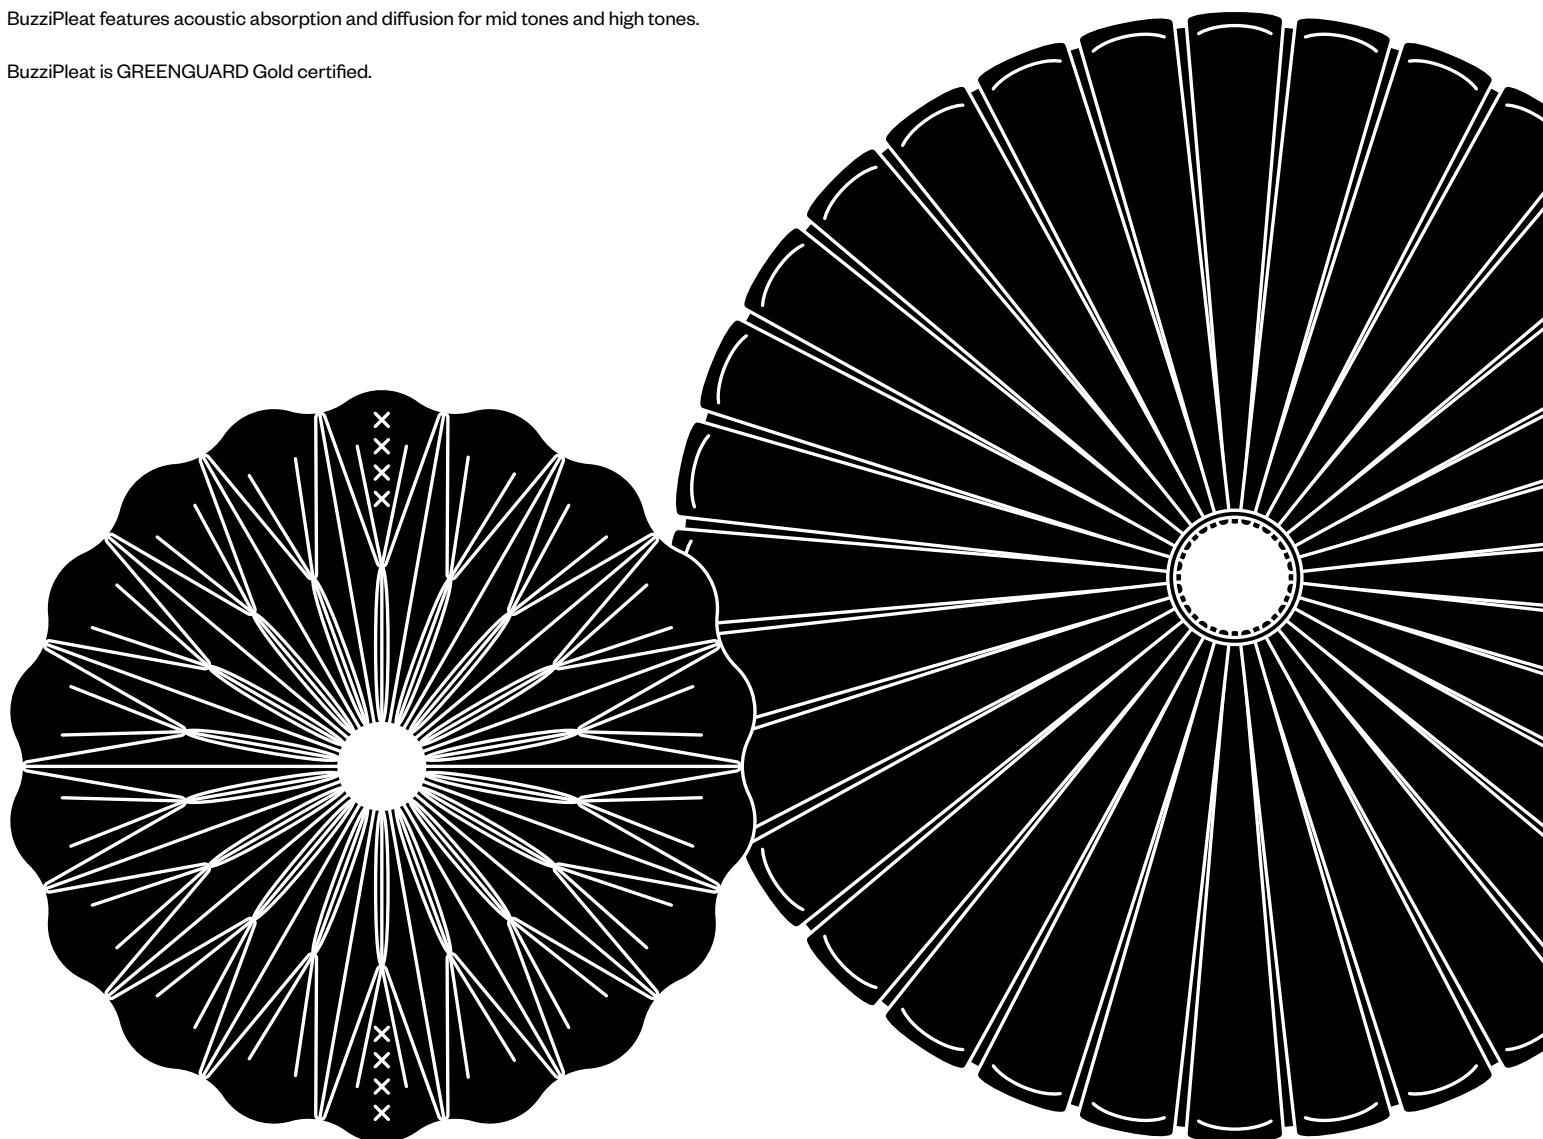 BuzziPleat features acoustic absorption and diffusion for mid tones and high tones.
BuzziPleat is GREENGUARD Gold certified.